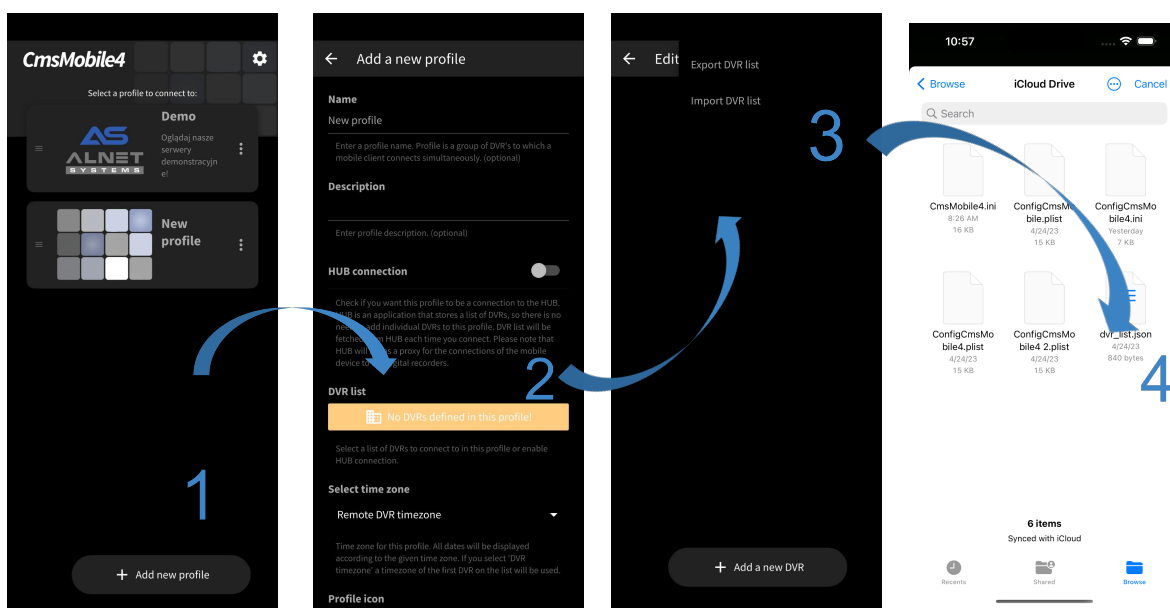 CmsMobile4
Select a profile to connect to:
Demo
AS
ALNET
SYSTEMS
Oglądaj nasze
serwery
demonstracyjn
e!
New
profile
1
+ Add new profile
Add a new profile
Name
New profile
Enter a profile name. Profile is a group of DVR's to which a
mobile client connects simultaneously. (optional)
Description
Enter profile description. (optional)
HUB connection
Check if you want this profile to be a connection to the HUB.
HUB is an application that stores a list of DVRs, so there is no
add individual DVRs to this profile. DVR list will be
HUB each time you connect. Please note that
HUB will a proxy for the connections of the mobile
device to recorders.
2
DVR list
No DVRs defined in this profile!
Select a list of DVRs to connect to in this profile or enable
HUB connection.
Select time zone
Remote DVR timezone
Time zone for this profile. All dates will be displayed
according to the given time zone. If you select 'DVR
timezone' a timezone of the first DVR on the list will be used.
Profile icon
Edit
Export DVR list
Import DVR list
3
+ Add a new DVR
10:57
Browse
iCloud Drive
Cancel
Search
CmsMobile4.ini
8:26 AM
16 KB
ConfigCmsMo
bile.plist
4/24/23
15 KB
ConfigCmsMo
bile4.ini
Yesterday
7 KB
ConfigCmsMo
bile4.plist
4/24/23
15 KB
ConfigCmsMo
bile4 2.plist
4/24/23
15 KB
dvr_list.json
4/24/23
840 bytes
4
6 items
Synced with iCloud
Recents
Shared
Browse